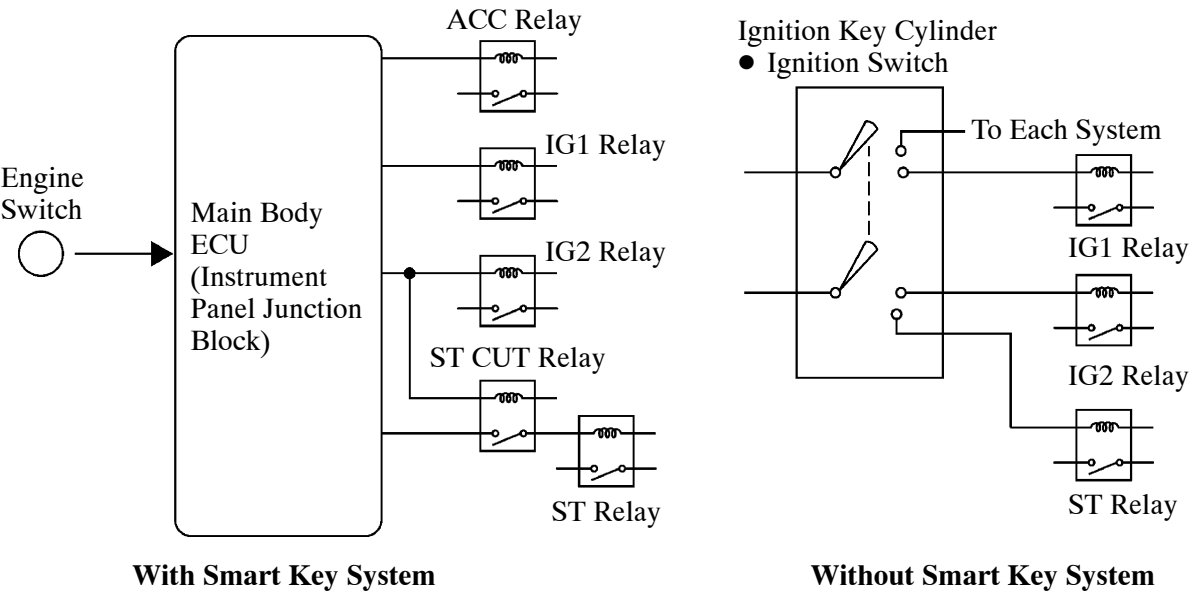 ACC Relay
IG1 Relay
Engine
Switch
Main Body
ECU
(Instrument
Panel Junction
Block)
IG2 Relay
ST CUT Relay
ST Relay
With Smart Key System
Ignition Key Cylinder
● Ignition Switch
To Each System
IG1 Relay
IG2 Relay
ST Relay
Without Smart Key System